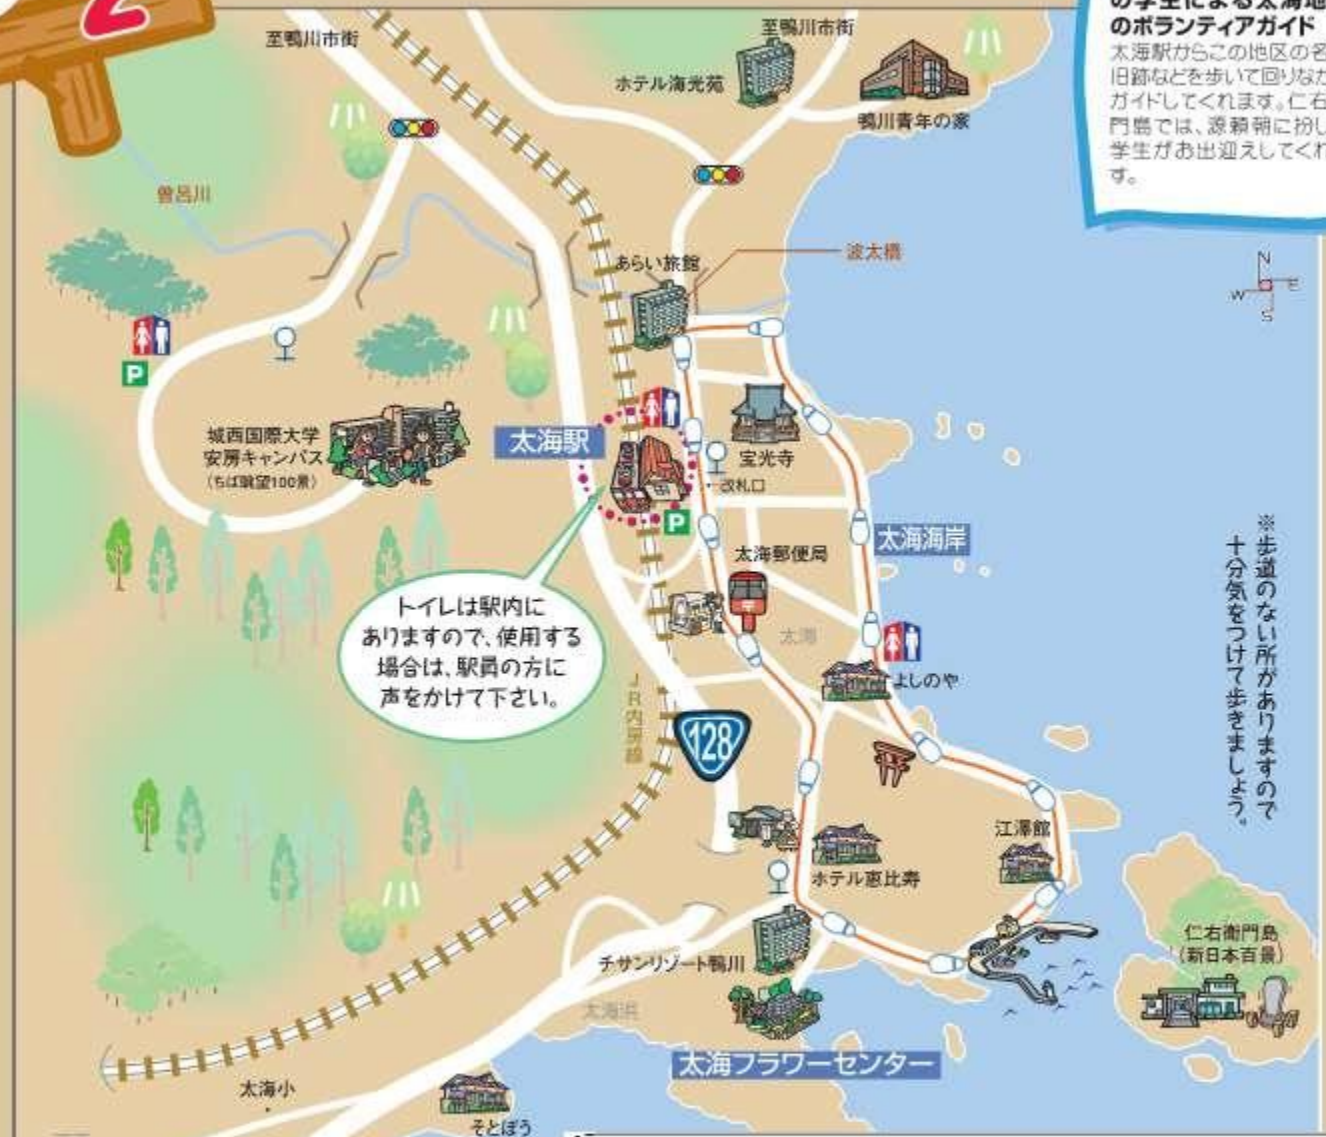 2
至鴨川市街
至鴨川市街
のボランティアガイド
太海駅からこの地区の名
旧跡などを歩いて回りなが
ガイドしてくれます。仁右
門島では、源頼朝に扮し
学生がお出迎えしてくれ
す。
ホテル海光苑
鴨川青年の家
曽呂川
波太橋
あらい旅館
N
W
E
S
P
城西国際大学
安房キャンパス
(ちば眺望100景)
太海駅
宝光寺
改札口
P
太海海岸
太海郵便局
〒
トイレは駅内に
ありますので、使用する
場合は、駅員の方に
声をかけて下さい。
太海
よしのや
※歩道のない所がありますので
十分気をつけて歩きましょう。
JR内房線
128
江澤館
ホテル恵比寿
仁右衛門島
(新日本百景)
チサンリゾート鴨川
太海浜
太海フラワーセンター
太海小
そとぼう